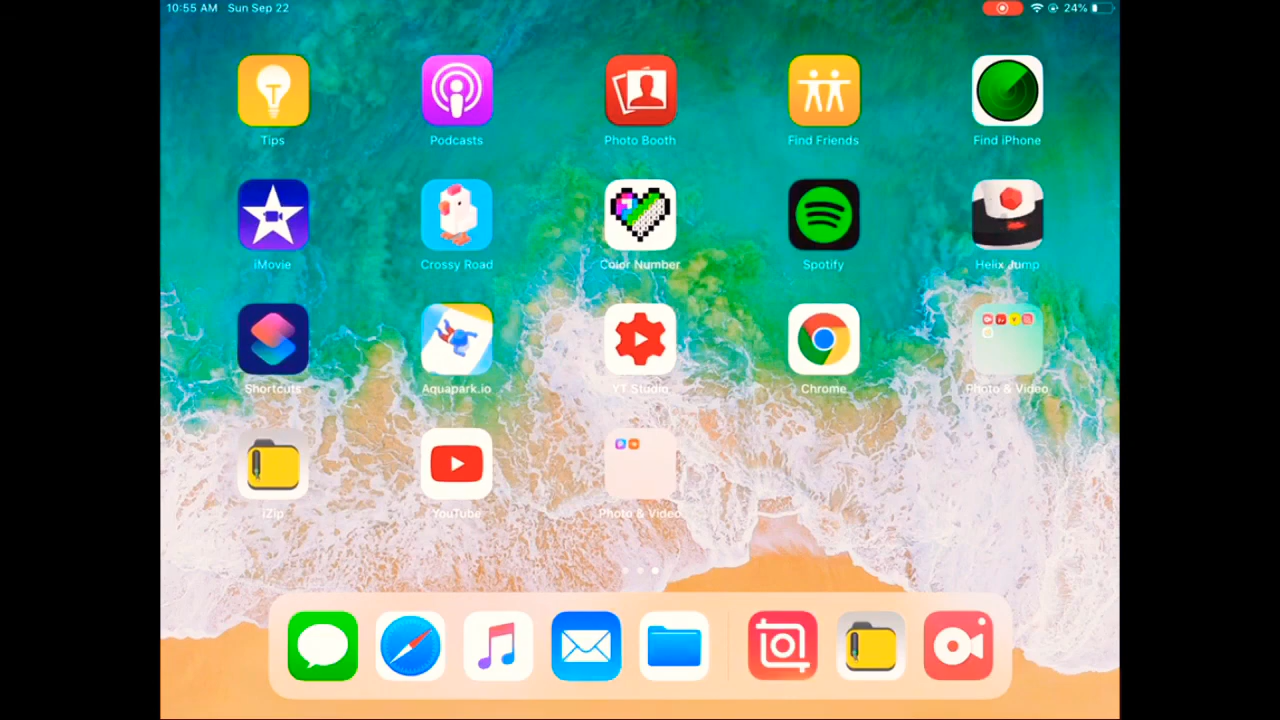 10:55 AM Sun Sep 22 24%
Tips Podcasts Photo Booth Find Friends Find iPhone
iMovie Crossy Road Color Number Spotify Helix Jump
Shortcuts Aquapark.io YT Studio Chrome Photo & Video
iZip YouTube Photo & Video